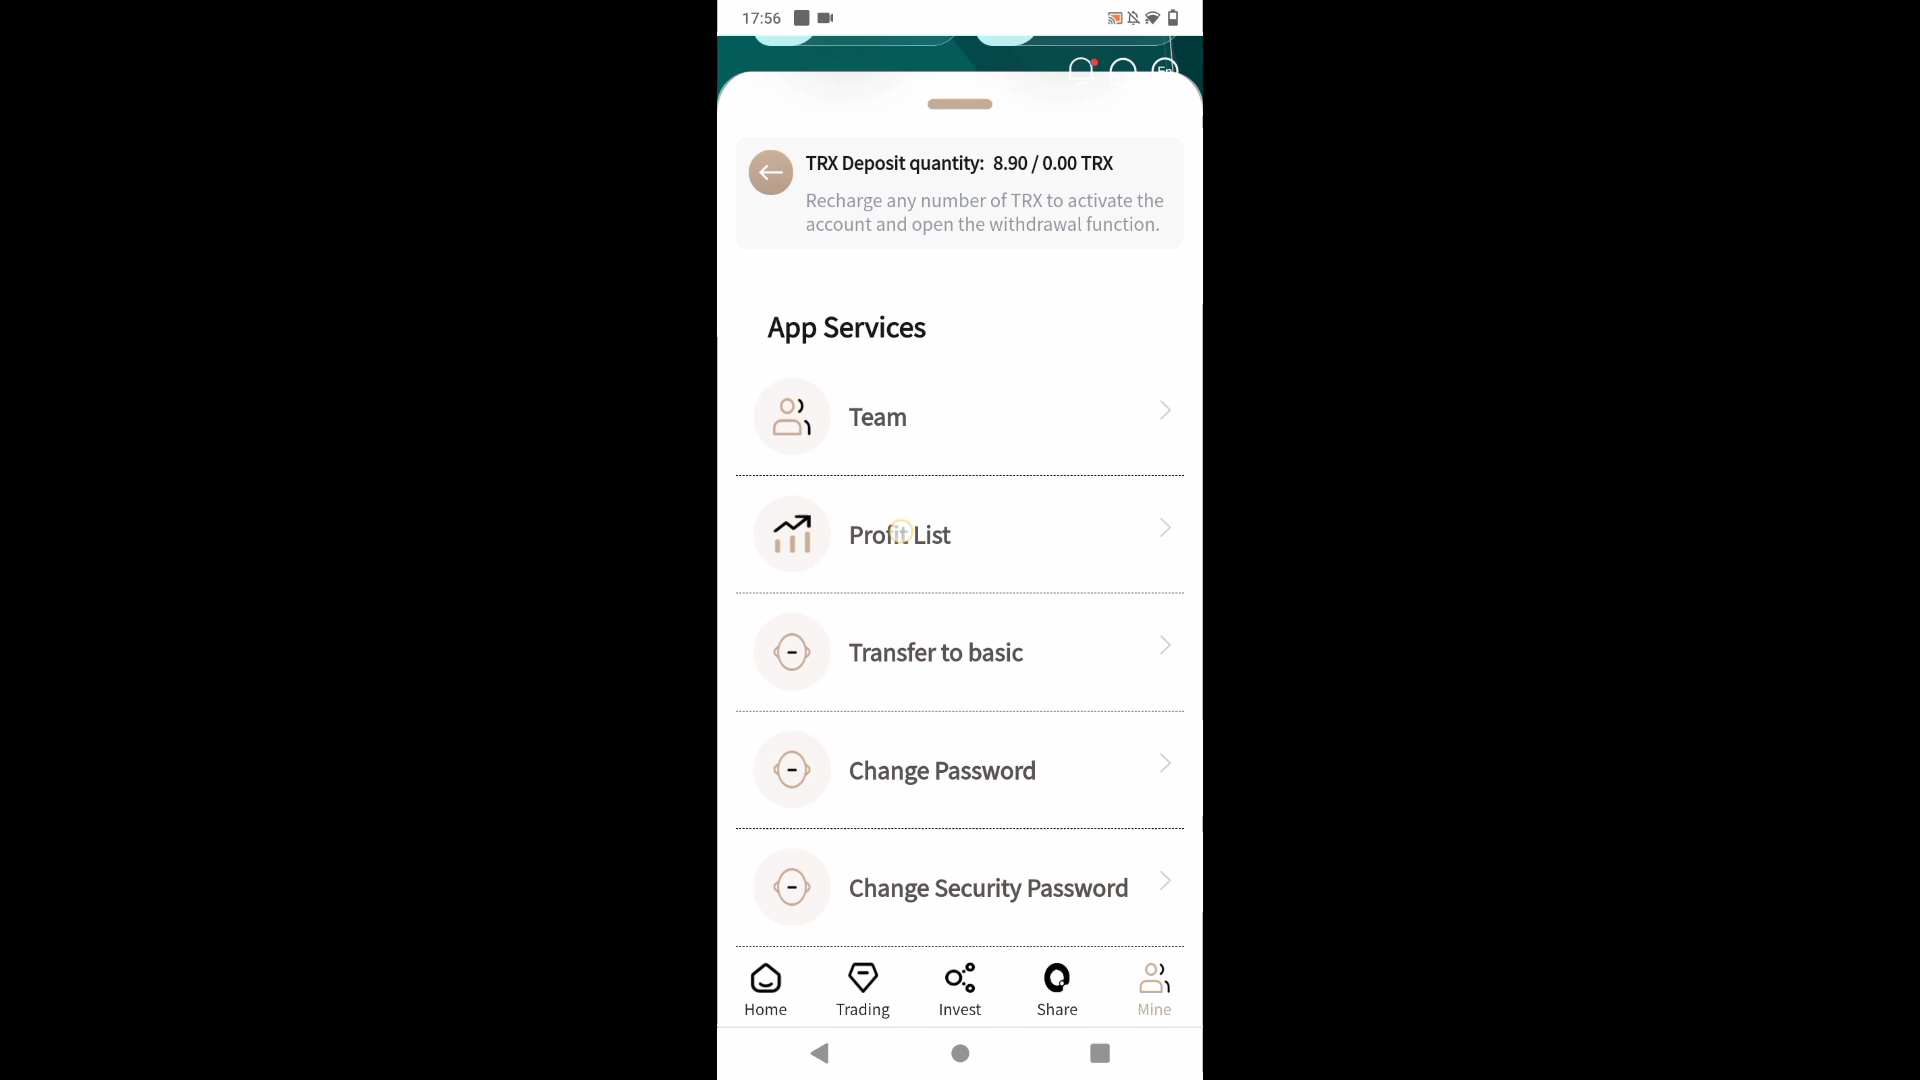 17:56
En
TRX Deposit quantity: 8.90 / 0.00 TRX
Recharge any number of TRX to activate the
account and open the withdrawal function.
App Services
Team
Profit List
Transfer to basic
Change Password
Change Security Password
Home Trading Invest Share Mine